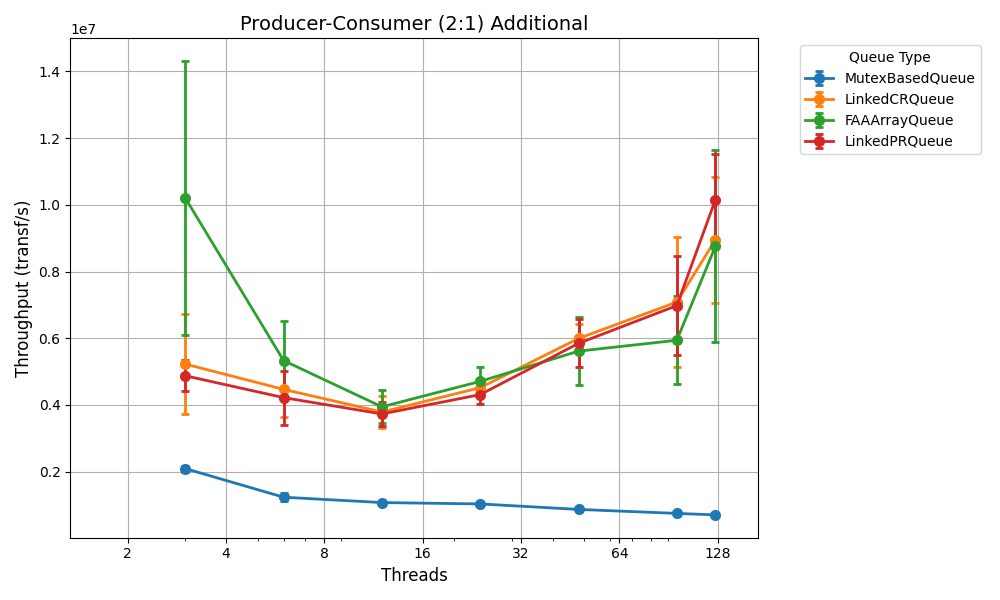 Producer-Consumer (2:1) Additional
1e7
1.4
1.2
1.0
0.8
0.6
0.4
0.2
Throughput (transf/s)
2 4 8 16 32 64 128
Threads
Queue Type
MutexBasedQueue
LinkedCRQueue
FAAArrayQueue
LinkedPRQueue